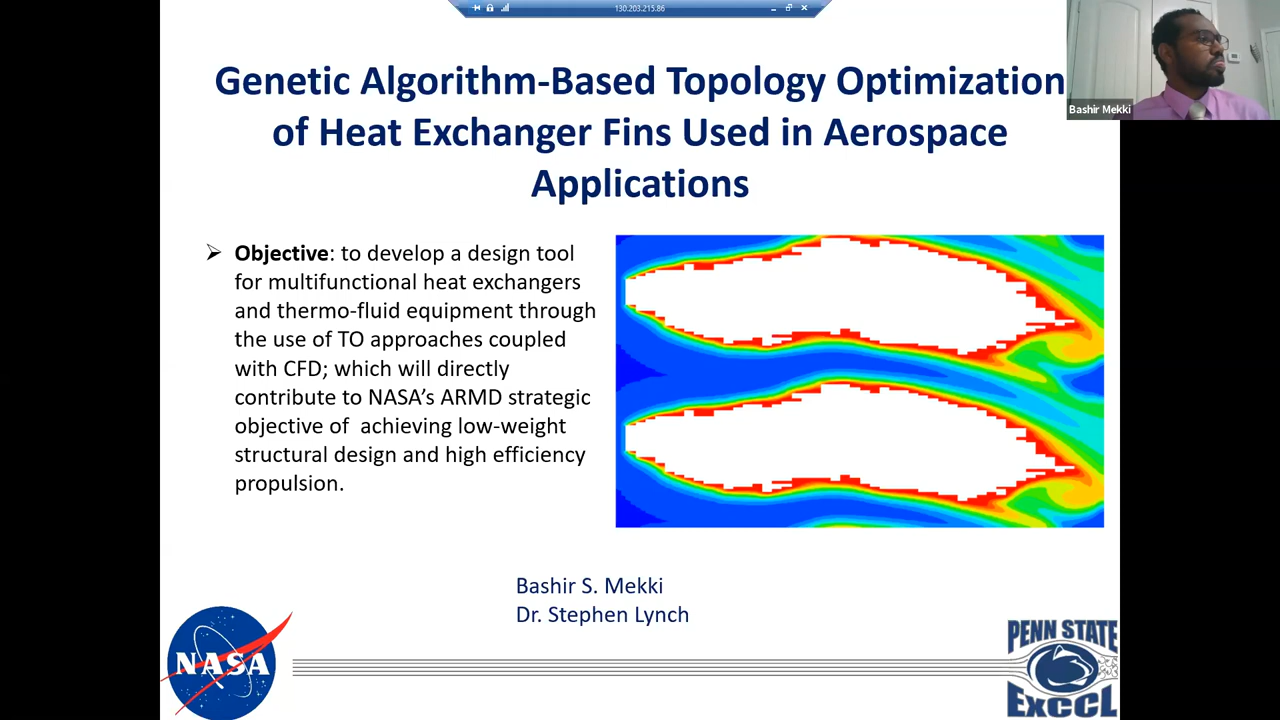 130.203.215.86
Genetic Algorithm-Based Topology Optimization
of Heat Exchanger Fins Used in Aerospace
Applications
Bashir Mekki
➢ Objective: to develop a design tool
for multifunctional heat exchangers
and thermo-fluid equipment through
the use of TO approaches coupled
with CFD; which will directly
contribute to NASA’s ARMD strategic
objective of achieving low-weight
structural design and high efficiency
propulsion.
Bashir S. Mekki
Dr. Stephen Lynch
NASA
PENN STATE
ExCCL